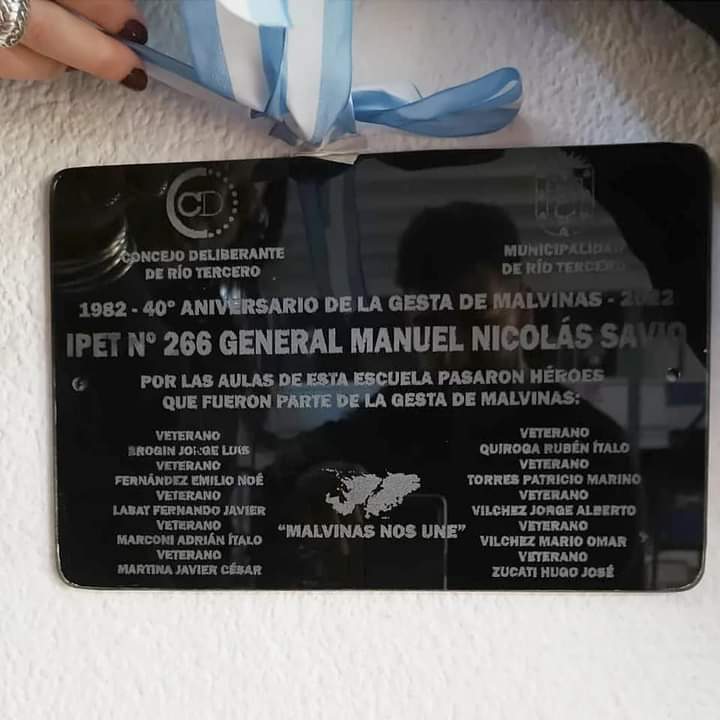 CD
CONCEJO DELIBERANTE
DE RÍO TERCERO
MUNICIPALIDAD
DE RÍO TERCERO
1982 - 40° ANIVERSARIO DE LA GESTA DE MALVINAS - 2022
IPET Nº 266 GENERAL MANUEL NICOLÁS SAVIO
POR LAS AULAS DE ESTA ESCUELA PASARON HÉROES
QUE FUERON PARTE DE LA GESTA DE MALVINAS:
VETERANO
BROGIN JORGE LUIS
VETERANO
FERNÁNDEZ EMILIO NOÉ
VETERANO
LABAT FERNANDO JAVIER
VETERANO
MARCONI ADRIÁN ÍTALO
VETERANO
MARTINA JAVIER CÉSAR
"MALVINAS NOS UNE"
VETERANO
QUIROGA RUBÉN ÍTALO
VETERANO
TORRES PATRICIO MARINO
VETERANO
VILCHEZ JORGE ALBERTO
VETERANO
VILCHEZ MARIO OMAR
VETERANO
ZUCATI HUGO JOSÉ